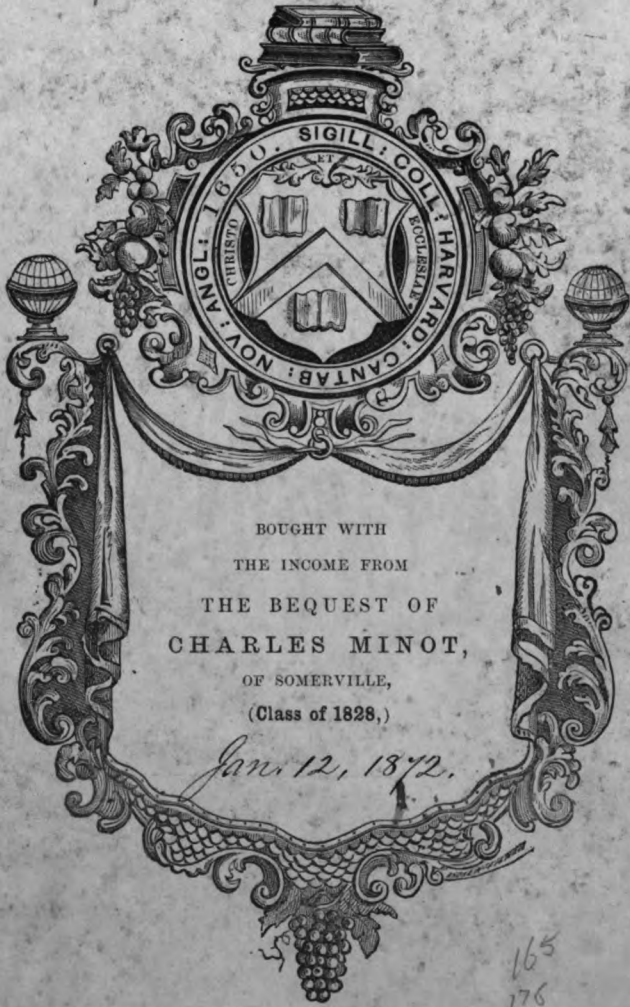 SIGILL: COLL: HARVARD: CANTAB: NOV: ANGL: 1650.
CHRISTO
ET
ECCLESIAE
BOUGHT WITH
THE INCOME FROM
THE BEQUEST OF
CHARLES MINOT,
OF SOMERVILLE,
(Class of 1828,)
Jan. 12, 1872.
165
76